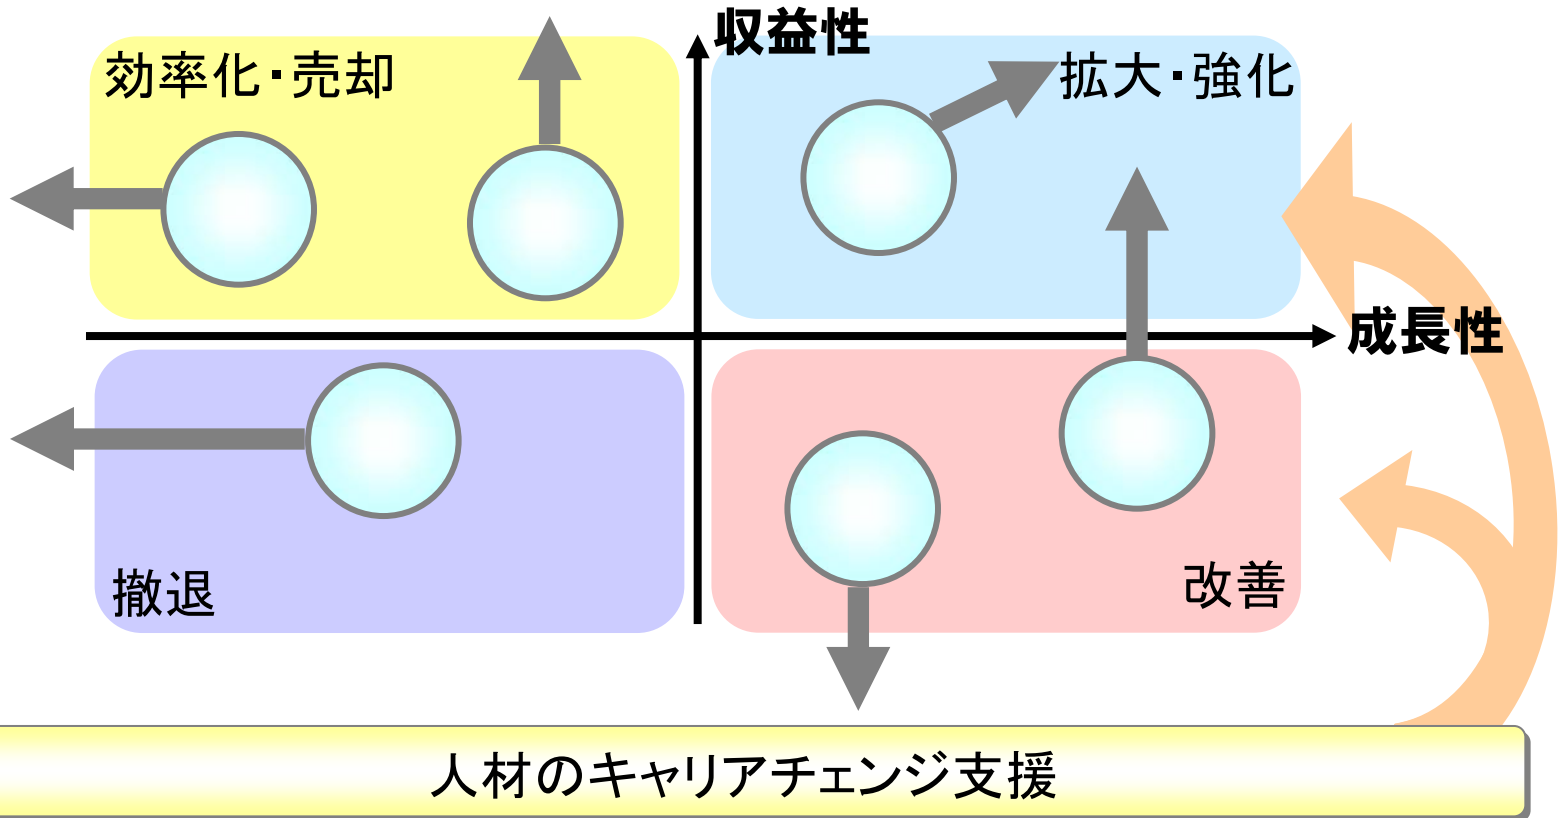 収益性
効率化・売却
拡大・強化
成長性
撤退
改善
人材のキャリアチェンジ支援